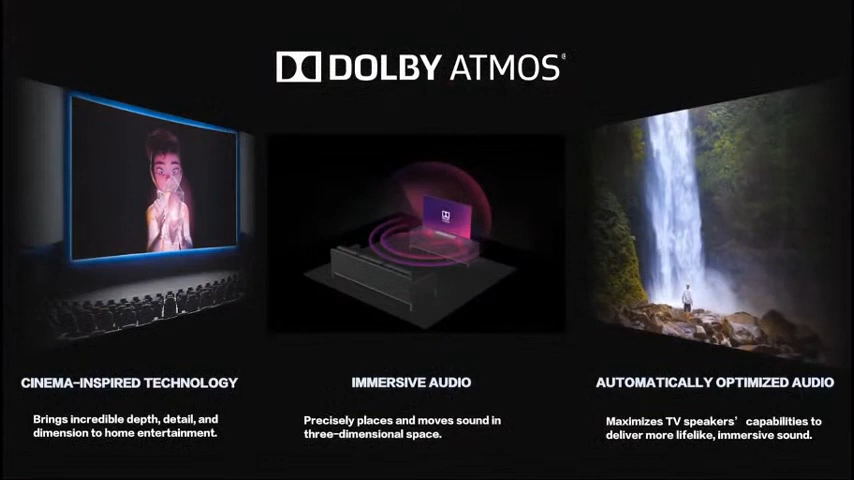 DOLBY ATMOS®
CINEMA-INSPIRED TECHNOLOGY
Brings incredible depth, detail, and
dimension to home entertainment.
IMMERSIVE AUDIO
Precisely places and moves sound in
three-dimensional space.
AUTOMATICALLY OPTIMIZED AUDIO
Maximizes TV speakers’ capabilities to
deliver more lifelike, immersive sound.